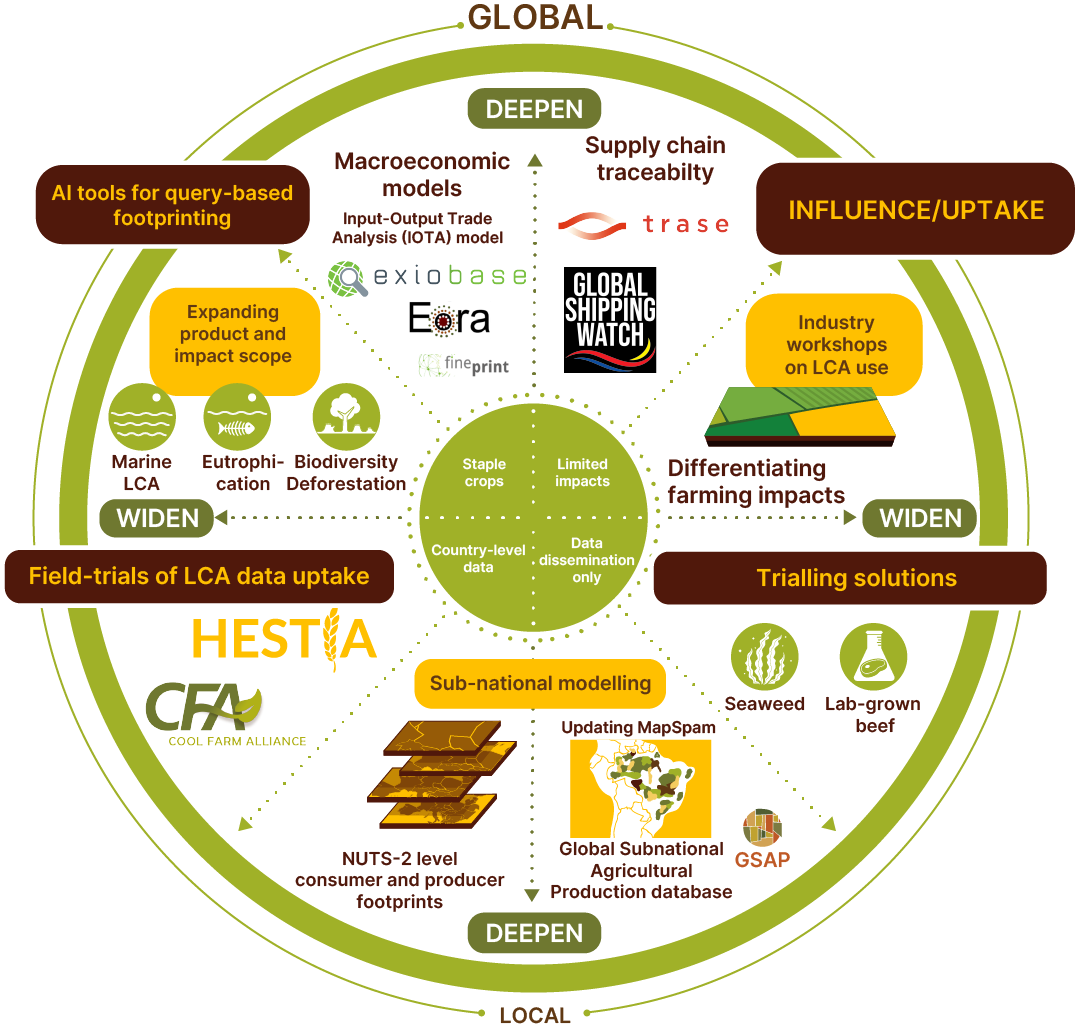 GLOBAL
DEEPEN
Macroeconomic
models
Input-Output Trade
Analysis (IOTA) model
exiobase
Eora
fineprint
Supply chain
traceabilty
trase
GLOBAL
SHIPPING
WATCH
AI tools for query-based
footprinting
INFLUENCE/UPTAKE
Expanding
product and
impact scope
Marine
LCA
Eutrophi-
cation
Biodiversity
Deforestation
Industry
workshops
on LCA use
Differentiating
farming impacts
WIDEN
WIDEN
Staple
crops
Limited
impacts
Country-level
data
Data
dissemination
only
Field-trials of LCA data uptake
HESTIA
CFA
COOL FARM ALLIANCE
Trialling solutions
Seaweed
Lab-grown
beef
Sub-national modelling
NUTS-2 level
consumer and producer
footprints
Updating MapSpam
Global Subnational
Agricultural
Production database
GSAP
DEEPEN
LOCAL